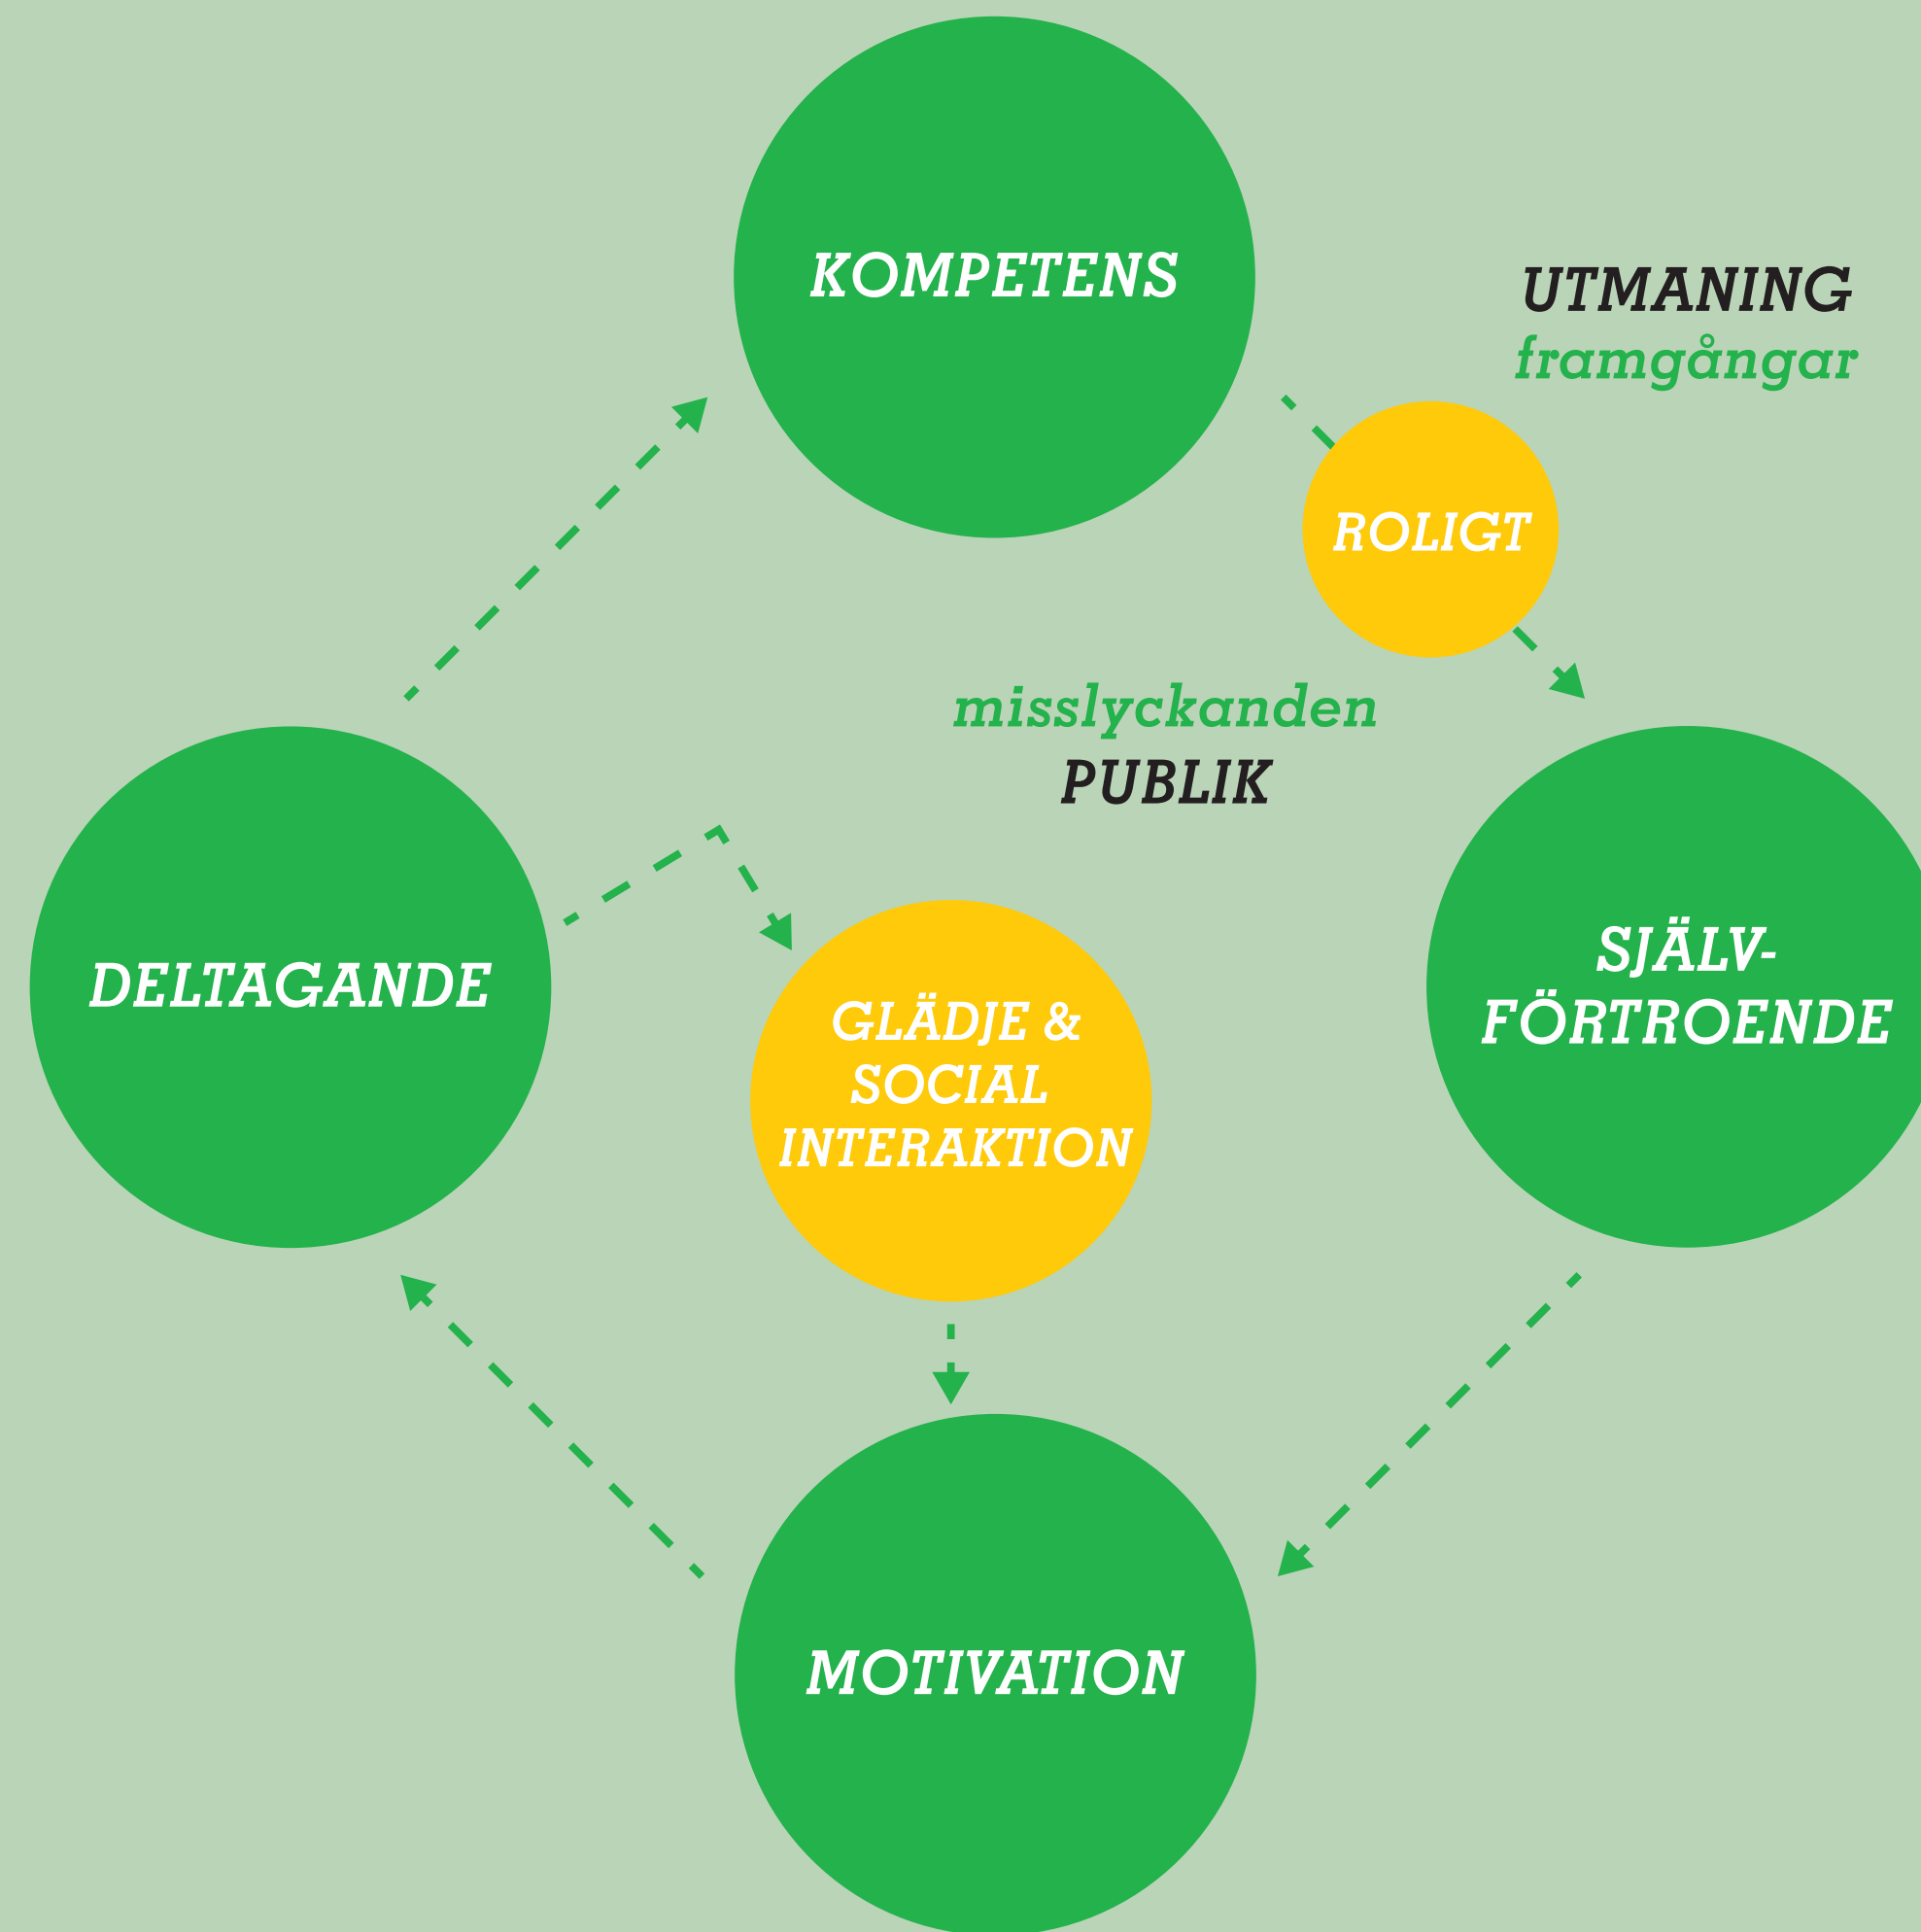 KOMPETENS
UTMANING
framgångar
ROLIGT
misslyckanden
PUBLIK
DELTAGANDE
GLÄDJE &
SOCIAL
INTERAKTION
SJÄLV-
FÖRTROENDE
MOTIVATION